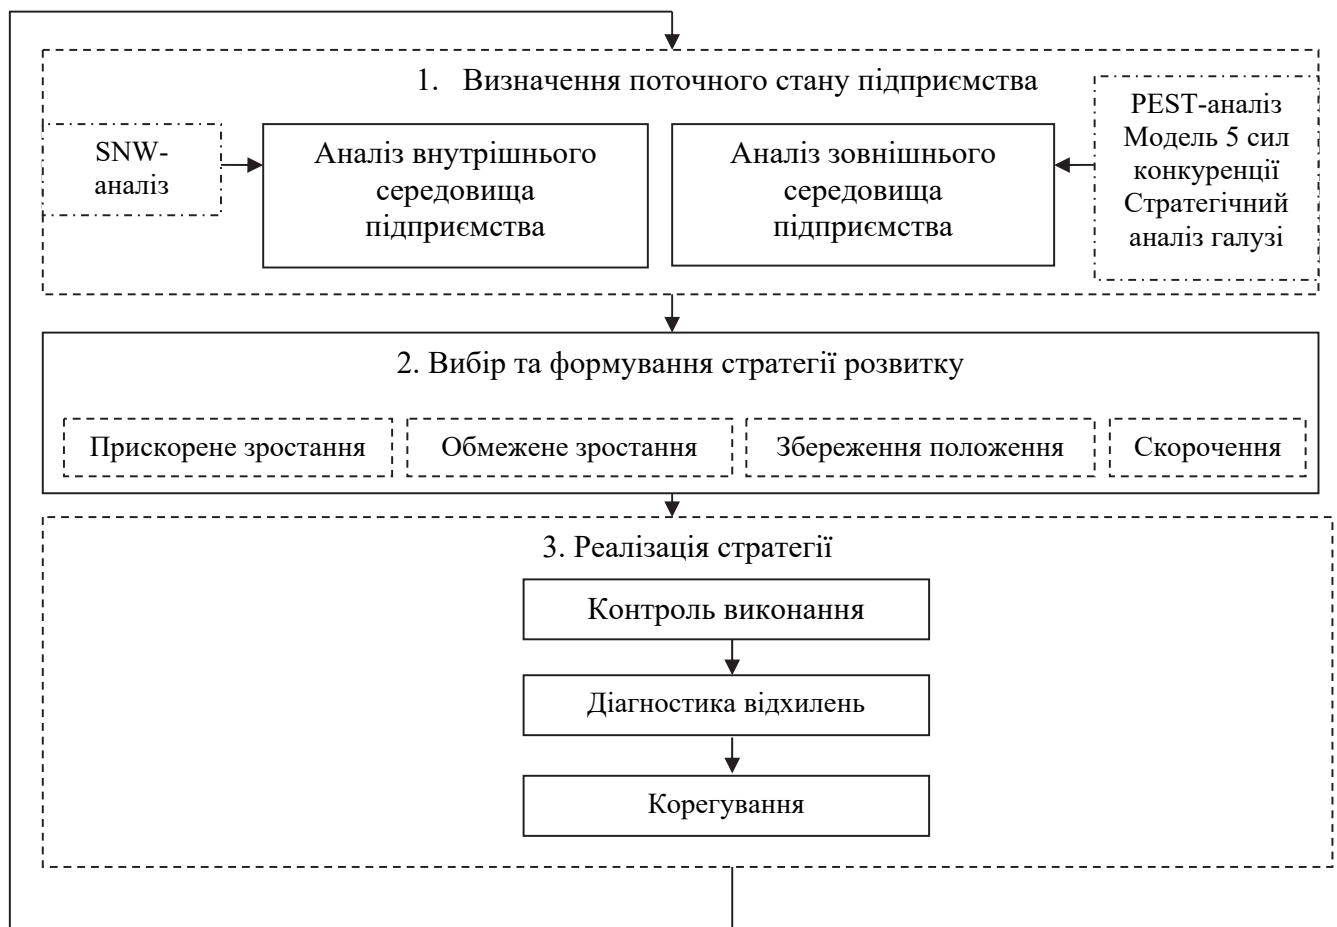 1. Визначення поточного стану підприємства
SNW-
аналіз
Аналіз внутрішнього
середовища
підприємства
Аналіз зовнішнього
середовища
підприємства
PEST-аналіз
Модель 5 сил
конкуренції
Стратегічний
аналіз галузі
2. Вибір та формування стратегії розвитку
Прискорене зростання
Обмежене зростання
Збереження положення
Скорочення
3. Реалізація стратегії
Контроль виконання
Діагностика відхилень
Корегування